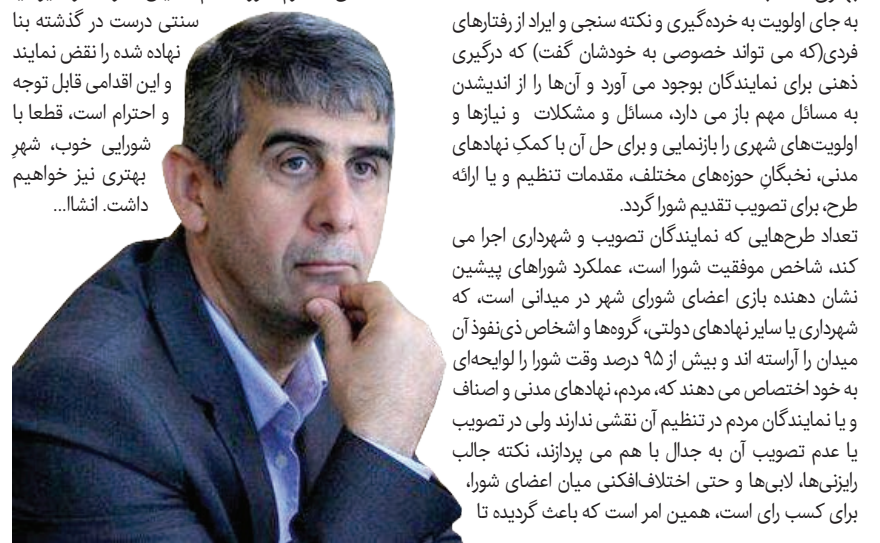 به جای اولویت به خرده‌گیری و نکته سنجی و ایراد از رفتارهای
فردی(که می تواند خصوصی به خودشان گفت) که درگیری
ذهنی برای نمایندگان بوجود می آورد و آن‌ها را از اندیشدن
به مسائل مهم باز می دارد، مسائل و مشکلات و نیازها و
اولویت‌های شهری را بازنمایی و برای حل آن با کمکِ نهادهای
مدنی، نخبگانِ حوزه‌های مختلف، مقدمات تنظیم و یا ارائه
طرح، برای تصویب تقدیم شورا گردد.
تعداد طرح‌هایی که نمایندگان تصویب و شهرداری اجرا می
کند، شاخص موفقیت شورا است، عملکرد شوراهای پیشین
نشان دهنده بازی اعضای شورای شهر در میدانی است، که
شهرداری یا سایر نهادهای دولتی، گروه‌ها و اشخاص ذی‌نفوذ آن
میدان را آراسته اند و بیش از ۹۵ درصد وقت شورا را لوایحه‌ای
به خود اختصاص می دهند که، مردم، نهادهای مدنی و اصناف
و یا نمایندگان مردم در تنظیم آن نقشی ندارند ولی در تصویب
یا عدم تصویب آن به جدال با هم می پردازند، نکته جالب
رایزنی‌ها، لابی‌ها و حتی اختلاف‌افکنی میان اعضای شورا،
برای کسب رای است، همین امر است که باعث گردیده تا
سنتی درست در گذشته بنا
نهاده شده را نقض نمایند
و این اقدامی قابل توجه
و احترام است، قطعا با
شورایی خوب، شهرِ
بهتری نیز خواهیم
داشت. انشاا...